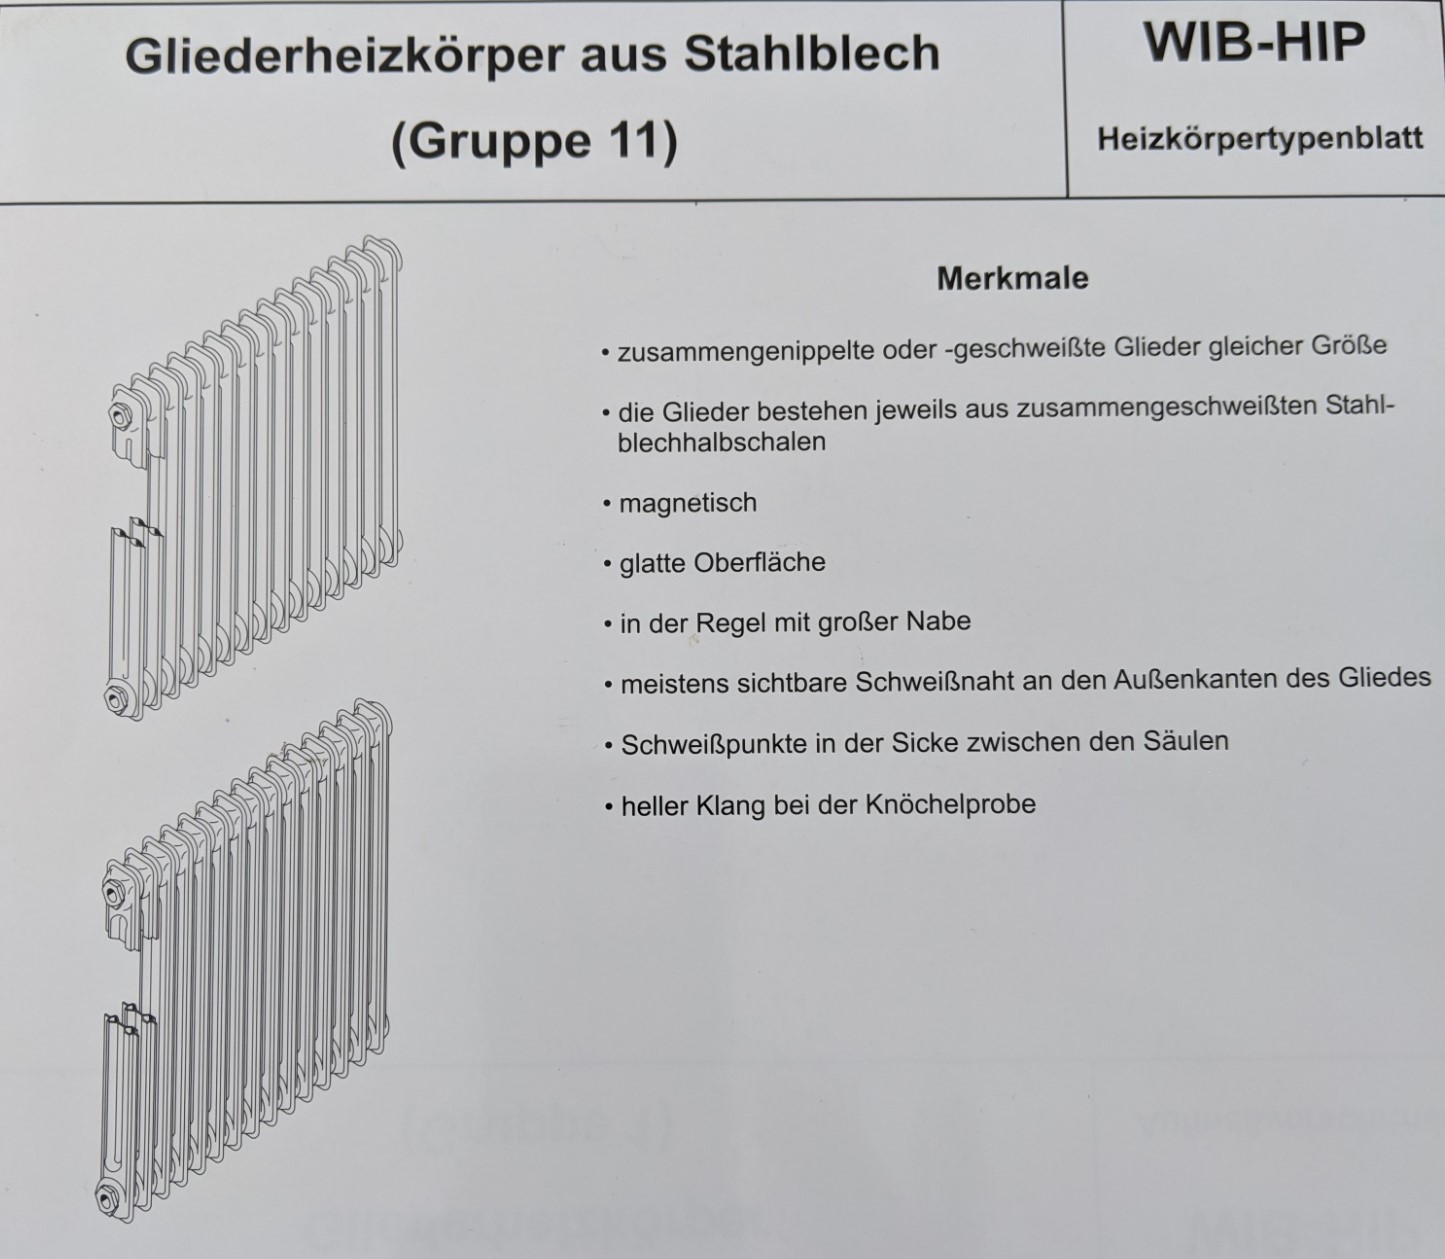 Gliederheizkörper aus Stahlblech
(Gruppe 11)
WIB-HIP
Heizkörpertypenblatt
Merkmale
• zusammengenippelte oder -geschweißte Glieder gleicher Größe
• die Glieder bestehen jeweils aus zusammengeschweißten Stahl-
blechhalbschalen
• magnetisch
• glatte Oberfläche
• in der Regel mit großer Nabe
• meistens sichtbare Schweißnaht an den Außenkanten des Gliedes
• Schweißpunkte in der Sicke zwischen den Säulen
• heller Klang bei der Knöchelprobe